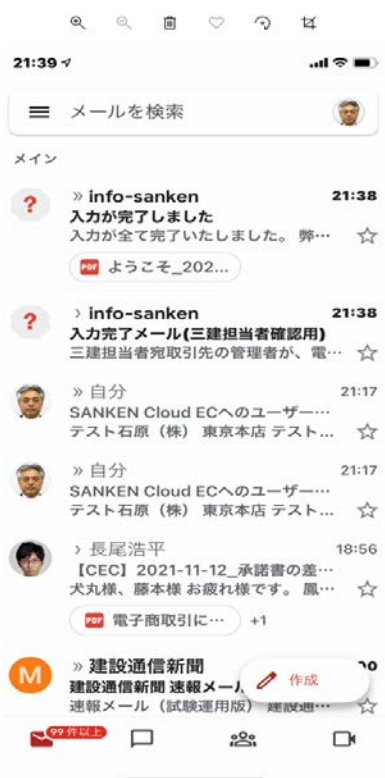 21:39
メールを検索
メイン
» info-sanken 21:38
入力が完了しました
入力が全て完了いたしました。 弊…
PDF ようこそ_202...
› info-sanken 21:38
入力完了メール(三建担当者確認用)
三建担当者宛取引先の管理者が、電…
» 自分 21:17
SANKEN Cloud ECへのユーザー…
テスト石原（株） 東京本店 テスト…
» 自分 21:17
SANKEN Cloud ECへのユーザー…
テスト石原（株） 東京本店 テスト…
› 長尾浩平 18:56
【CEC】2021-11-12_承諾書の差…
犬丸様、藤本様 お疲れ様です。 鳳…
PDF 電子商取引に… +1
M » 建設通信新聞
建設通信新聞 速報メール
作成
速報メール（試験運用版） 建設通…
99 件以上